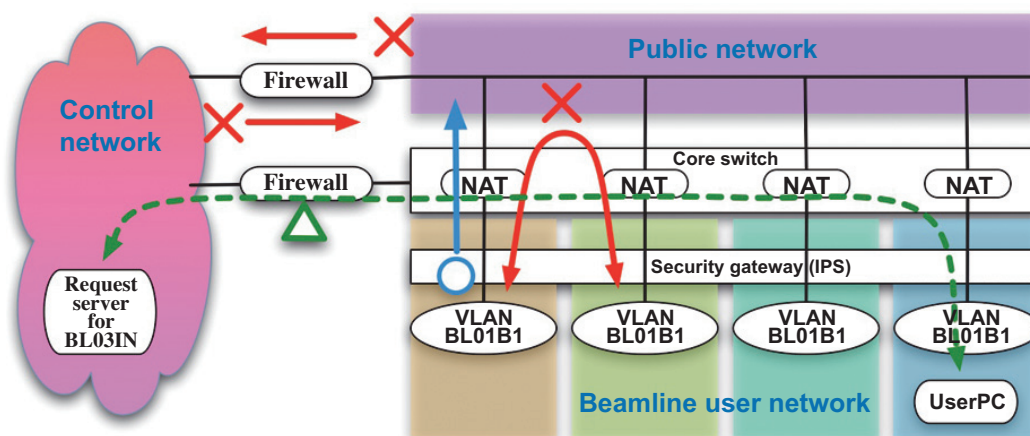 Public network
Firewall
Control
network
Core switch
Firewall
NAT
NAT
NAT
NAT
Security gateway (IPS)
Request
server
for
BL03IN
VLAN
BL01B1
VLAN
BL01B1
VLAN
BL01B1
VLAN
BL01B1
Beamline user network
UserPC